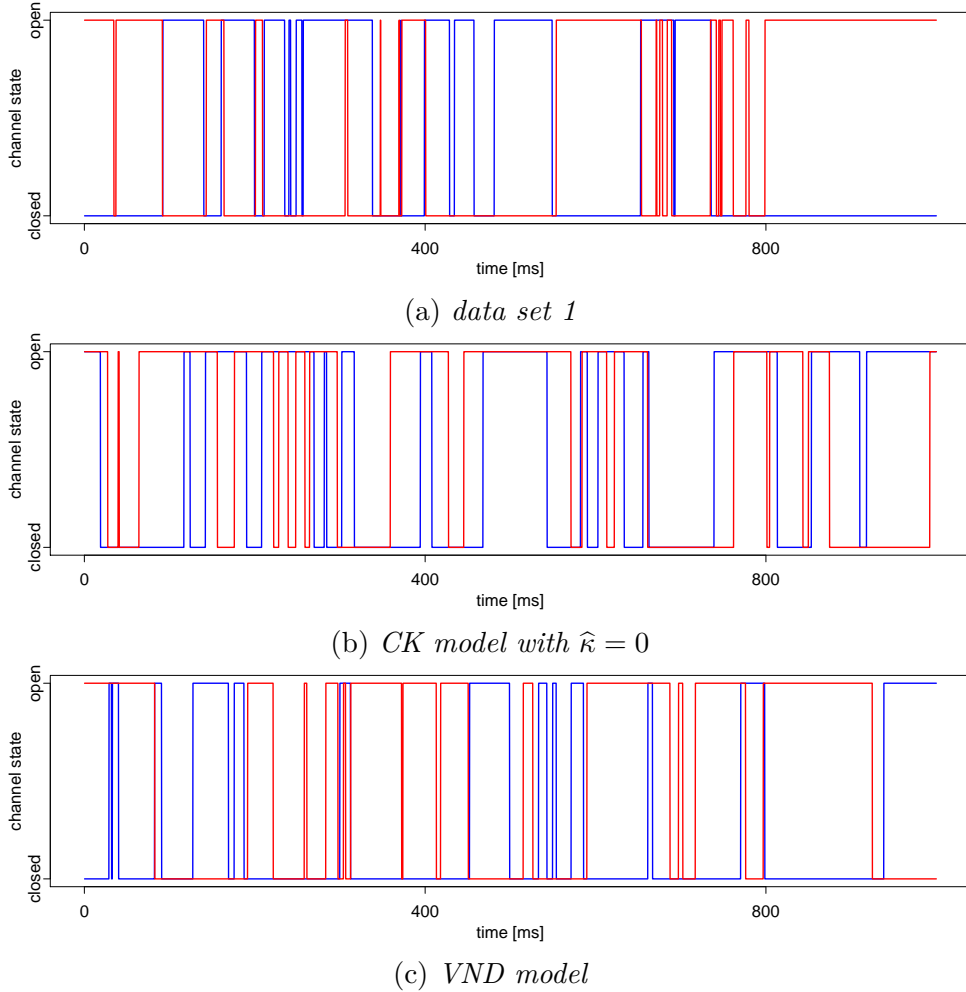 open
channel state
closed
0 400 800
time [ms]
(a) data set 1
open
channel state
closed
0 400 800
time [ms]
(b) CK model with κ̂ = 0
open
channel state
closed
0 400 800
time [ms]
(c) VND model